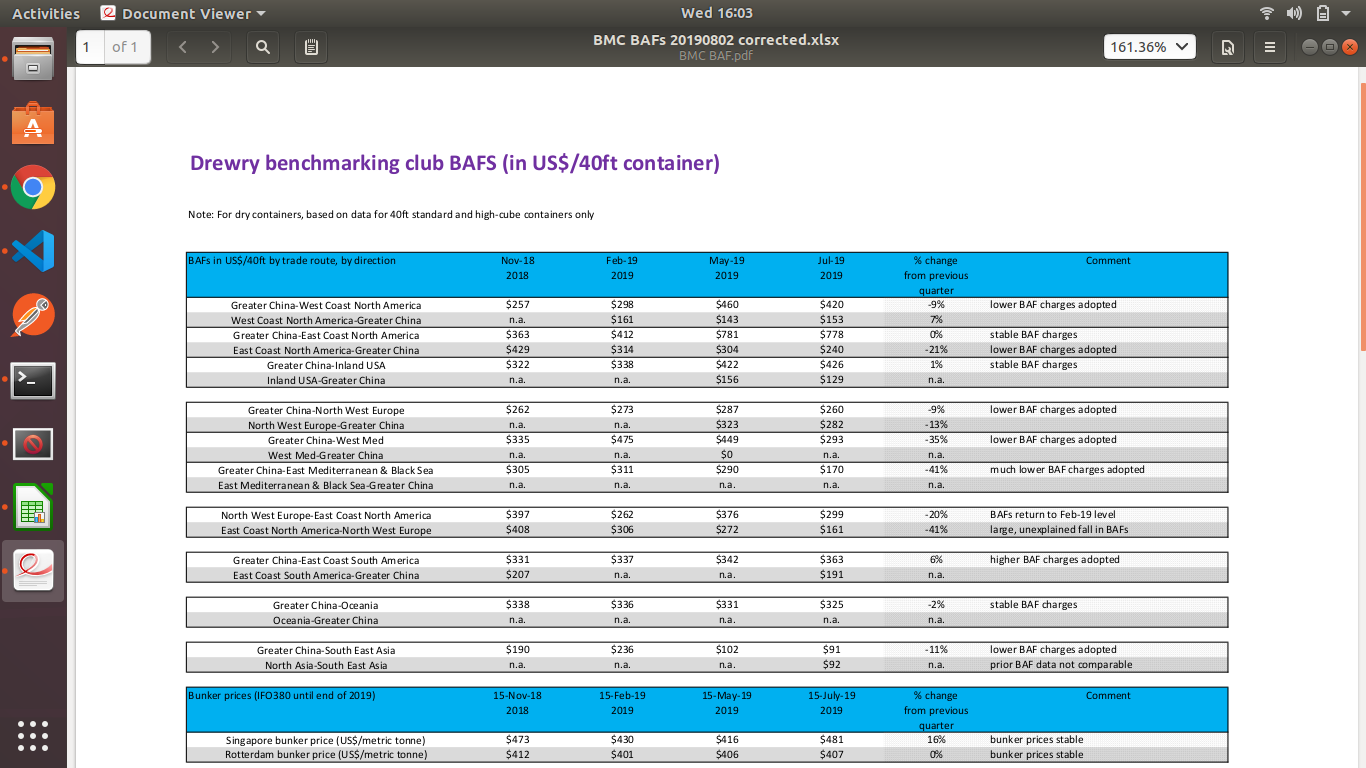 Activities Document Viewer Wed 16:03
1 of 1 BMC BAFs 20190802 corrected.xlsx 161.36%
BMC BAF.pdf
Drewry benchmarking club BAFS (in US$/40ft container)
Note: For dry containers, based on data for 40ft standard and high-cube containers only
BAFs in US$/40ft by trade route, by direction Nov-18 Feb-19 May-19 Jul-19 % change Comment
2018 2019 2019 2019 from previous
quarter
Greater China-West Coast North America $257 $298 $460 $420 -9% lower BAF charges adopted
West Coast North America-Greater China n.a. $161 $143 $153 7%
Greater China-East Coast North America $363 $412 $781 $778 0% stable BAF charges
East Coast North America-Greater China $429 $314 $304 $240 -21% lower BAF charges adopted
Greater China-Inland USA $322 $338 $422 $426 1% stable BAF charges
Inland USA-Greater China n.a. n.a. $156 $129 n.a.
Greater China-North West Europe $262 $273 $287 $260 -9% lower BAF charges adopted
North West Europe-Greater China n.a. n.a. $323 $282 -13%
Greater China-West Med $335 $475 $449 $293 -35% lower BAF charges adopted
West Med-Greater China n.a. n.a. $0 n.a. n.a.
Greater China-East Mediterranean & Black Sea $305 $311 $290 $170 -41% much lower BAF charges adopted
East Mediterranean & Black Sea-Greater China n.a. n.a. n.a. n.a. n.a.
North West Europe-East Coast North America $397 $262 $376 $299 -20% BAFs return to Feb-19 level
East Coast North America-North West Europe $408 $306 $272 $161 -41% large, unexplained fall in BAFs
Greater China-East Coast South America $331 $337 $342 $363 6% higher BAF charges adopted
East Coast South America-Greater China $207 n.a. n.a. $191 n.a.
Greater China-Oceania $338 $336 $331 $325 -2% stable BAF charges
Oceania-Greater China n.a. n.a. n.a. n.a. n.a.
Greater China-South East Asia $190 $236 $102 $91 -11% lower BAF charges adopted
North Asia-South East Asia n.a. n.a. n.a. $92 n.a. prior BAF data not comparable
Bunker prices (IFO380 until end of 2019) 15-Nov-18 15-Feb-19 15-May-19 15-July-19 % change Comment
2018 2019 2019 2019 from previous
quarter
Singapore bunker price (US$/metric tonne) $473 $430 $416 $481 16% bunker prices stable
Rotterdam bunker price (US$/metric tonne) $412 $401 $406 $407 0% bunker prices stable